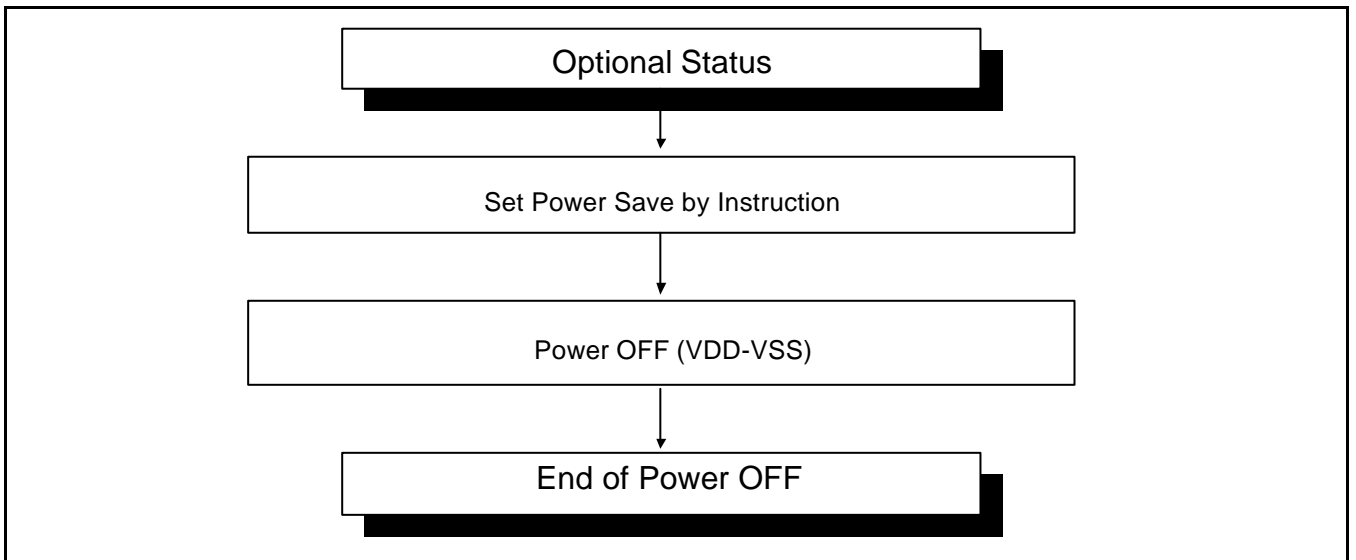 Optional Status
Set Power Save by Instruction
Power OFF (VDD-VSS)
End of Power OFF